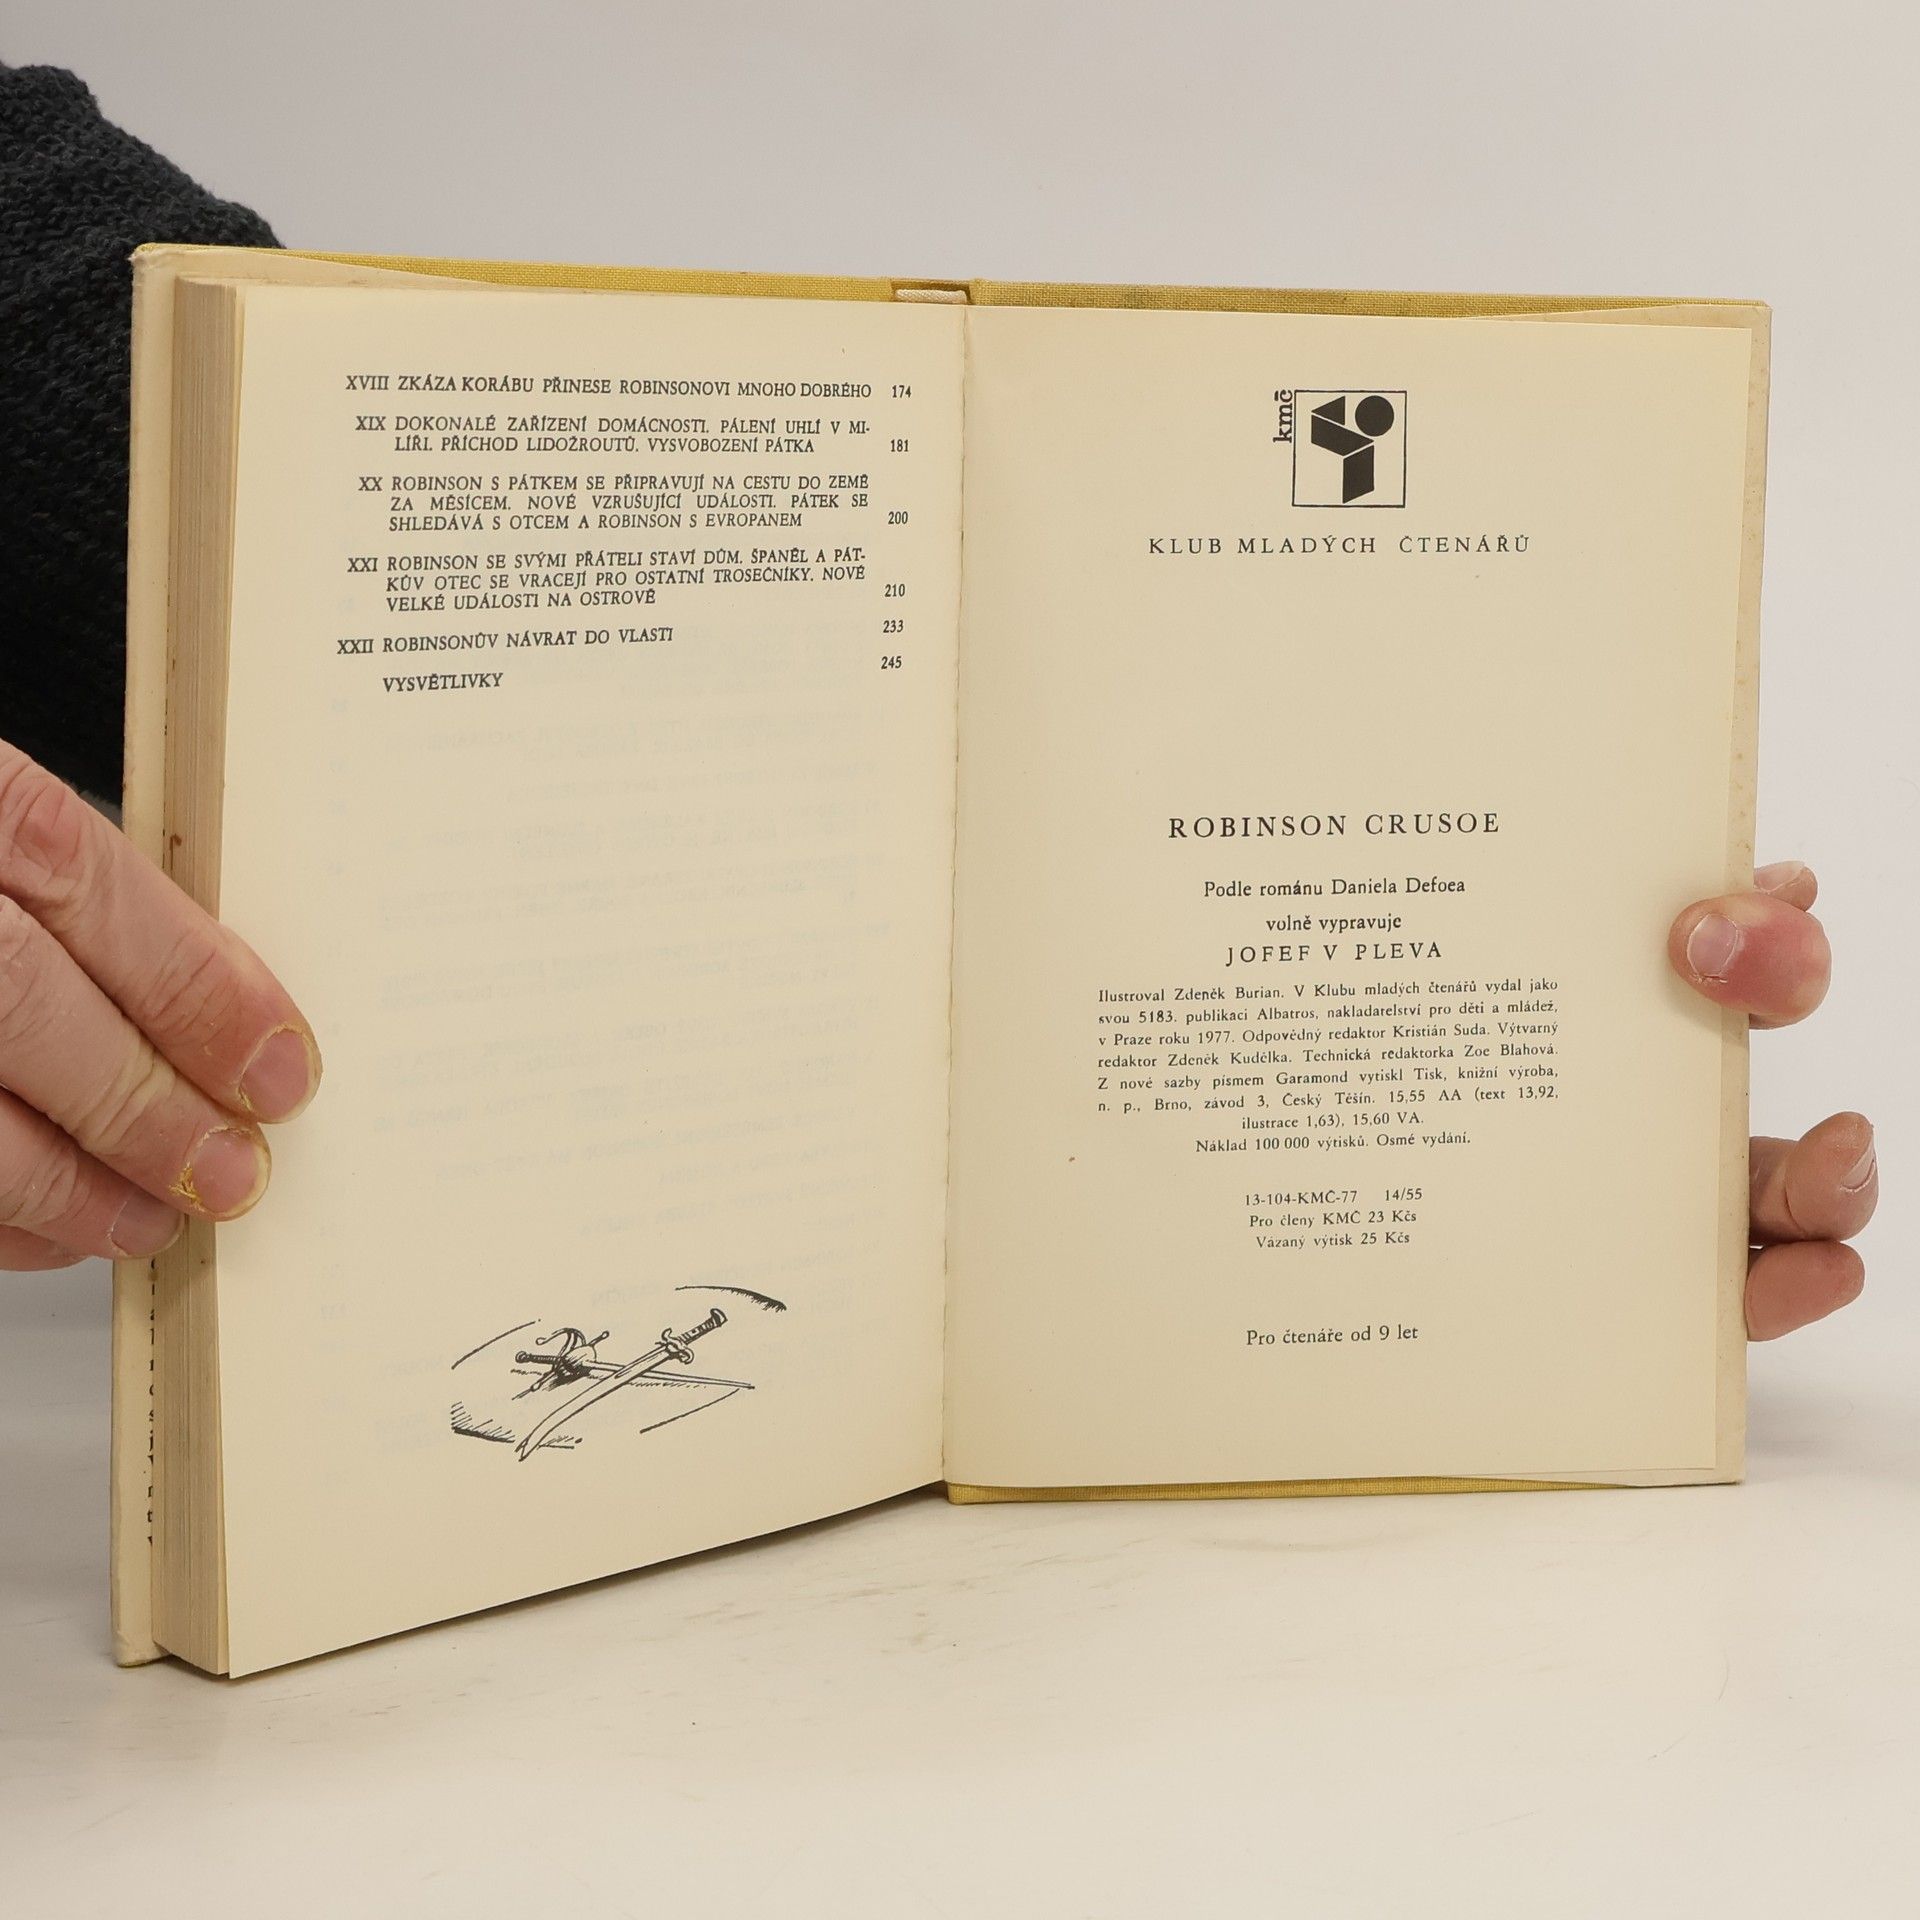 XVIII ZKÁZA KORÁBU PŘINESE ROBINSONOVI MNOHO DOBRÉHO 174
XIX DOKONALÉ ZAŘÍZENÍ DOMÁCNOSTI. PÁLENÍ UHLÍ V MI-
LÍŘI. PŘÍCHOD LIDOŽROUTŮ. VYSVOBOZENÍ PÁTKA 181
XX ROBINSON S PÁTKEM SE PŘIPRAVUJÍ NA CESTU DO ZEMĚ
ZA MĚSÍCEM. NOVÉ VZRUŠUJÍCÍ UDÁLOSTI. PÁTEK SE
SHLEDÁVÁ S OTCEM A ROBINSON S EVROPANEM 200
XXI ROBINSON SE SVÝMI PŘÁTELI STAVÍ DŮM. ŠPANĚL A PÁT-
KŮV OTEC SE VRACEJÍ PRO OSTATNÍ TROSEČNÍKY. NOVÉ
VELKÉ UDÁLOSTI NA OSTROVĚ 210
XXII ROBINSONŮV NÁVRAT DO VLASTI 233
VYSVĚTLIVKY 245
kmč
KLUB MLADÝCH ČTENÁŘŮ
ROBINSON CRUSOE
Podle románu Daniela Defoea
volně vypravuje
JOFEF V PLEVA
Ilustroval Zdeněk Burian. V Klubu mladých čtenářů vydal jako
svou 5183. publikaci Albatros, nakladatelství pro děti a mládež,
v Praze roku 1977. Odpovědný redaktor Kristián Suda. Výtvarný
redaktor Zdeněk Kudělka. Technická redaktorka Zoe Blahová.
Z nové sazby písmem Garamond vytiskl Tisk, knižní výroba,
n. p., Brno, závod 3, Český Těšín. 15,55 AA (text 13,92,
ilustrace 1,63), 15,60 VA.
Náklad 100 000 výtisků. Osmé vydání.
13-104-KMČ-77 14/55
Pro členy KMČ 23 Kčs
Vázaný výtisk 25 Kčs
Pro čtenáře od 9 let